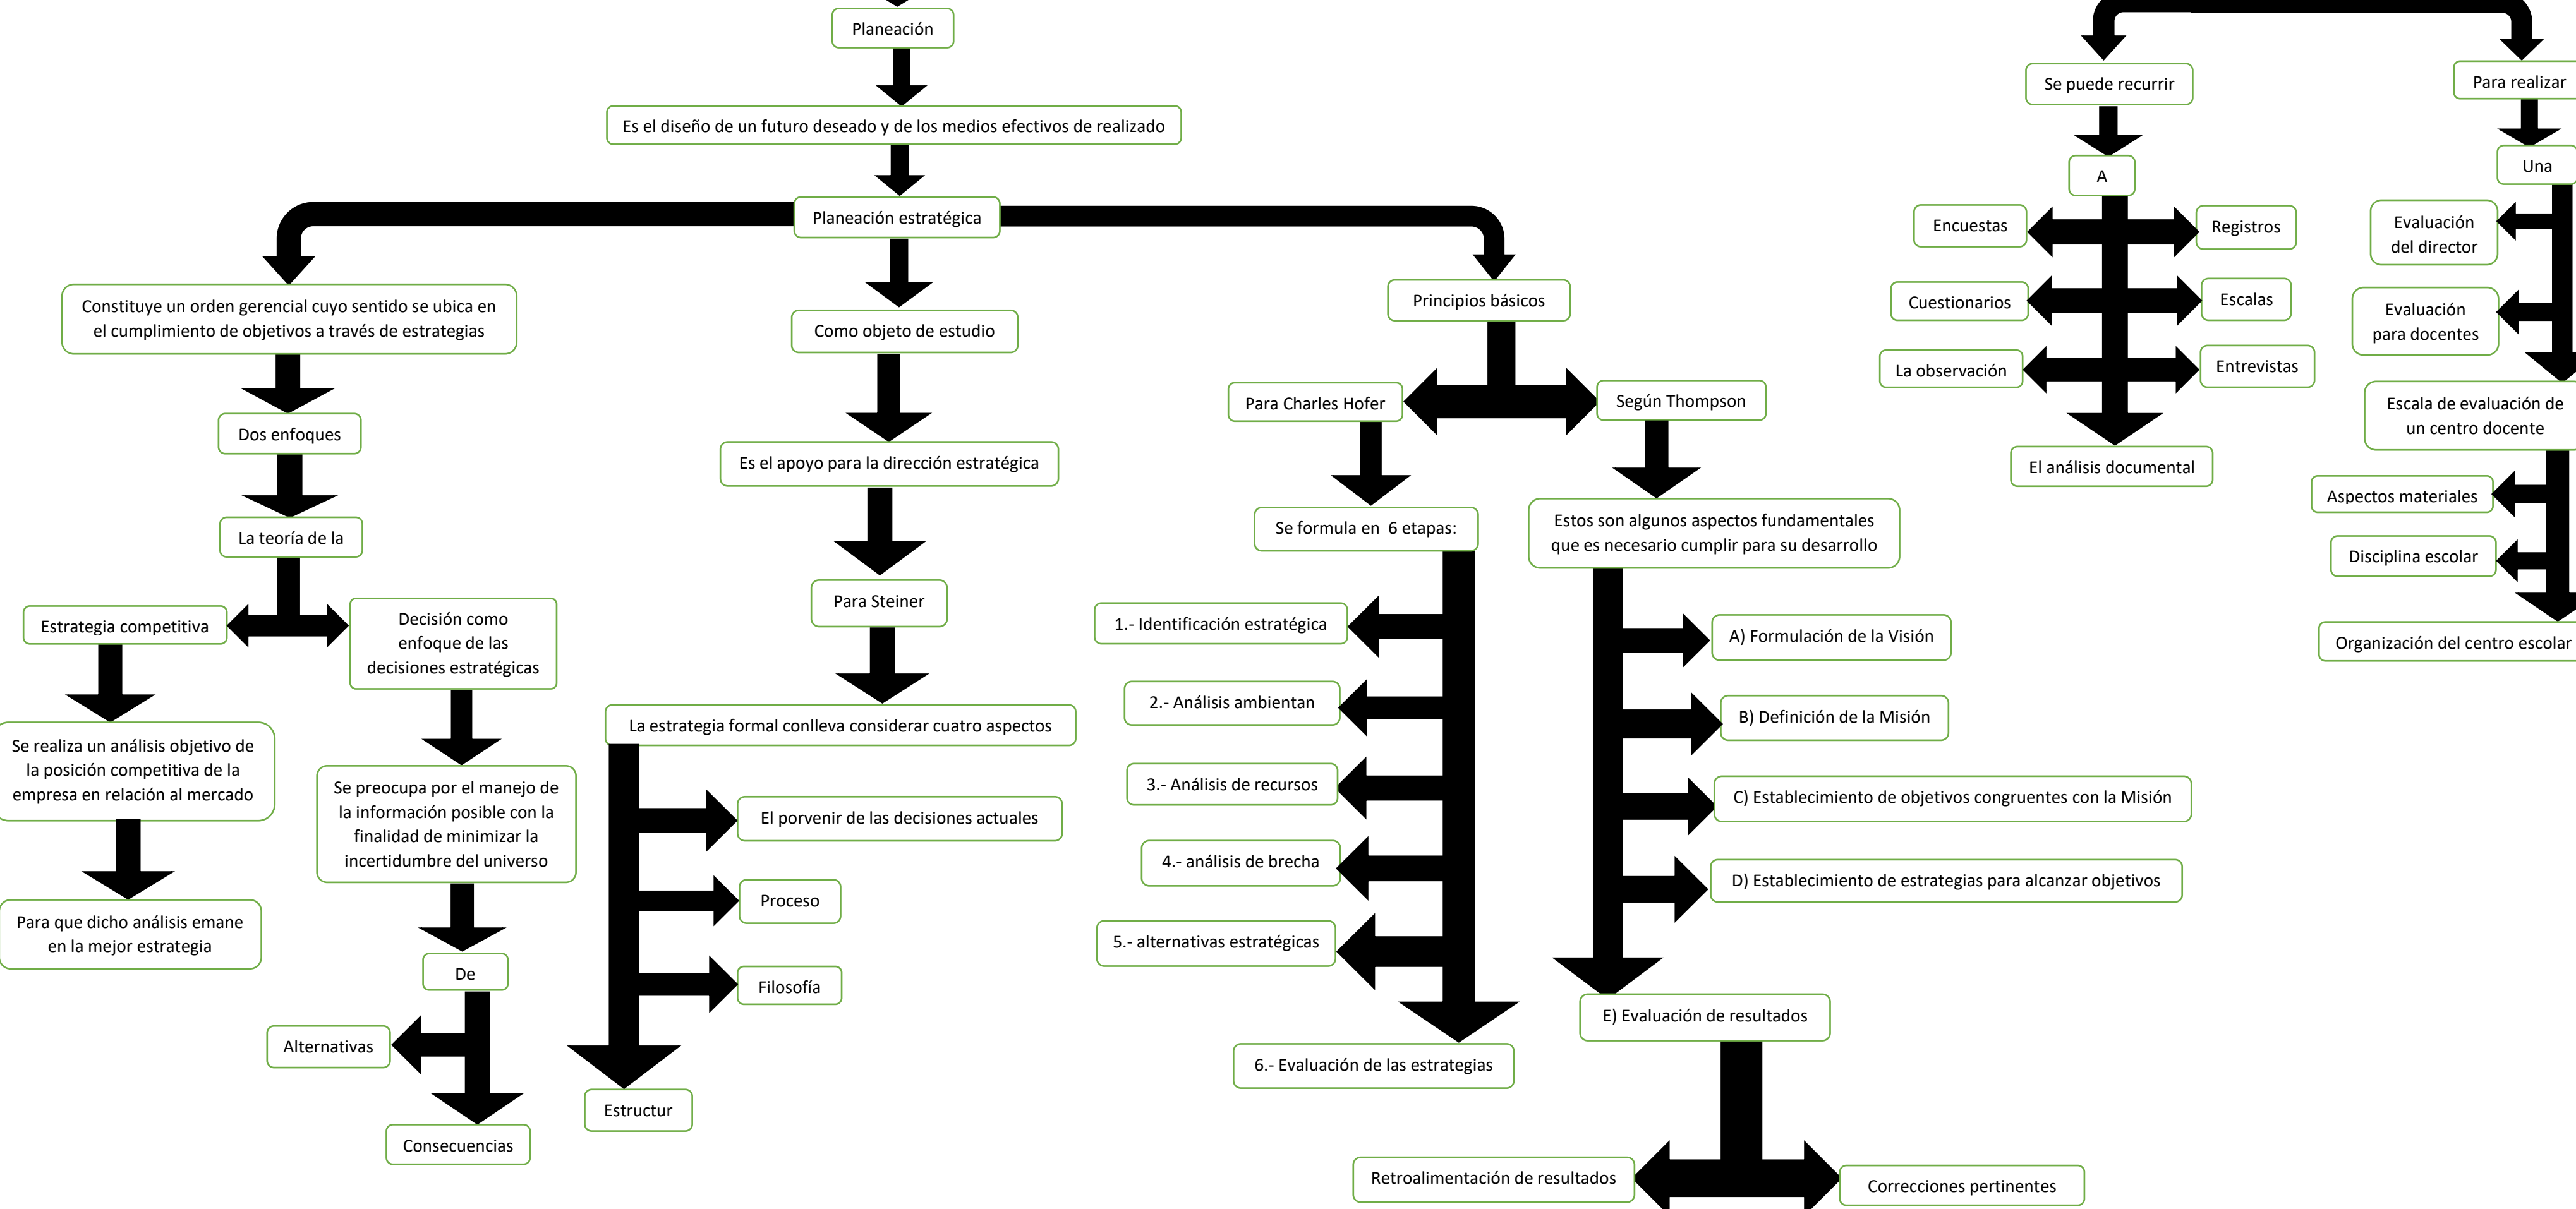 Planeación
Es el diseño de un futuro deseado y de los medios efectivos de realizado
Planeación estratégica
Constituye un orden gerencial cuyo sentido se ubica en
el cumplimiento de objetivos a través de estrategias
Dos enfoques
La teoría de la
Estrategia competitiva
Se realiza un análisis objetivo de
la posición competitiva de la
empresa en relación al mercado
Para que dicho análisis emane
en la mejor estrategia
Decisión como
enfoque de las
decisiones estratégicas
Se preocupa por el manejo de
la información posible con la
finalidad de minimizar la
incertidumbre del universo
De
Alternativas
Consecuencias
Como objeto de estudio
Es el apoyo para la dirección estratégica
Para Steiner
La estrategia formal conlleva considerar cuatro aspectos
El porvenir de las decisiones actuales
Proceso
Filosofía
Estructur
Principios básicos
Para Charles Hofer
Se formula en  6 etapas:
1.- Identificación estratégica
2.- Análisis ambientan
3.- Análisis de recursos
4.- análisis de brecha
5.- alternativas estratégicas
6.- Evaluación de las estrategias
Según Thompson
Estos son algunos aspectos fundamentales
que es necesario cumplir para su desarrollo
A) Formulación de la Visión
B) Definición de la Misión
C) Establecimiento de objetivos congruentes con la Misión
D) Establecimiento de estrategias para alcanzar objetivos
E) Evaluación de resultados
Retroalimentación de resultados
Correcciones pertinentes
Se puede recurrir
A
Encuestas
Registros
Cuestionarios
Escalas
La observación
Entrevistas
El análisis documental
Para realizar
Una
Evaluación
del director
Evaluación
para docentes
Escala de evaluación de
un centro docente
Aspectos materiales
Disciplina escolar
Organización del centro escolar